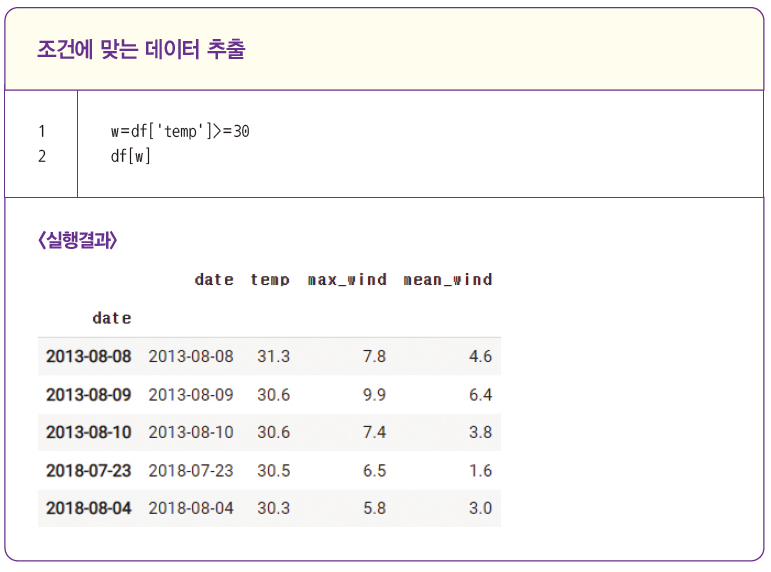 조건에 맞는 데이터 추출
1 w=df['temp']>=30
2 df[w]
<실행결과>
date temp max_wind mean_wind
date
2013-08-08 2013-08-08 31.3 7.8 4.6
2013-08-09 2013-08-09 30.6 9.9 6.4
2013-08-10 2013-08-10 30.6 7.4 3.8
2018-07-23 2018-07-23 30.5 6.5 1.6
2018-08-04 2018-08-04 30.3 5.8 3.0